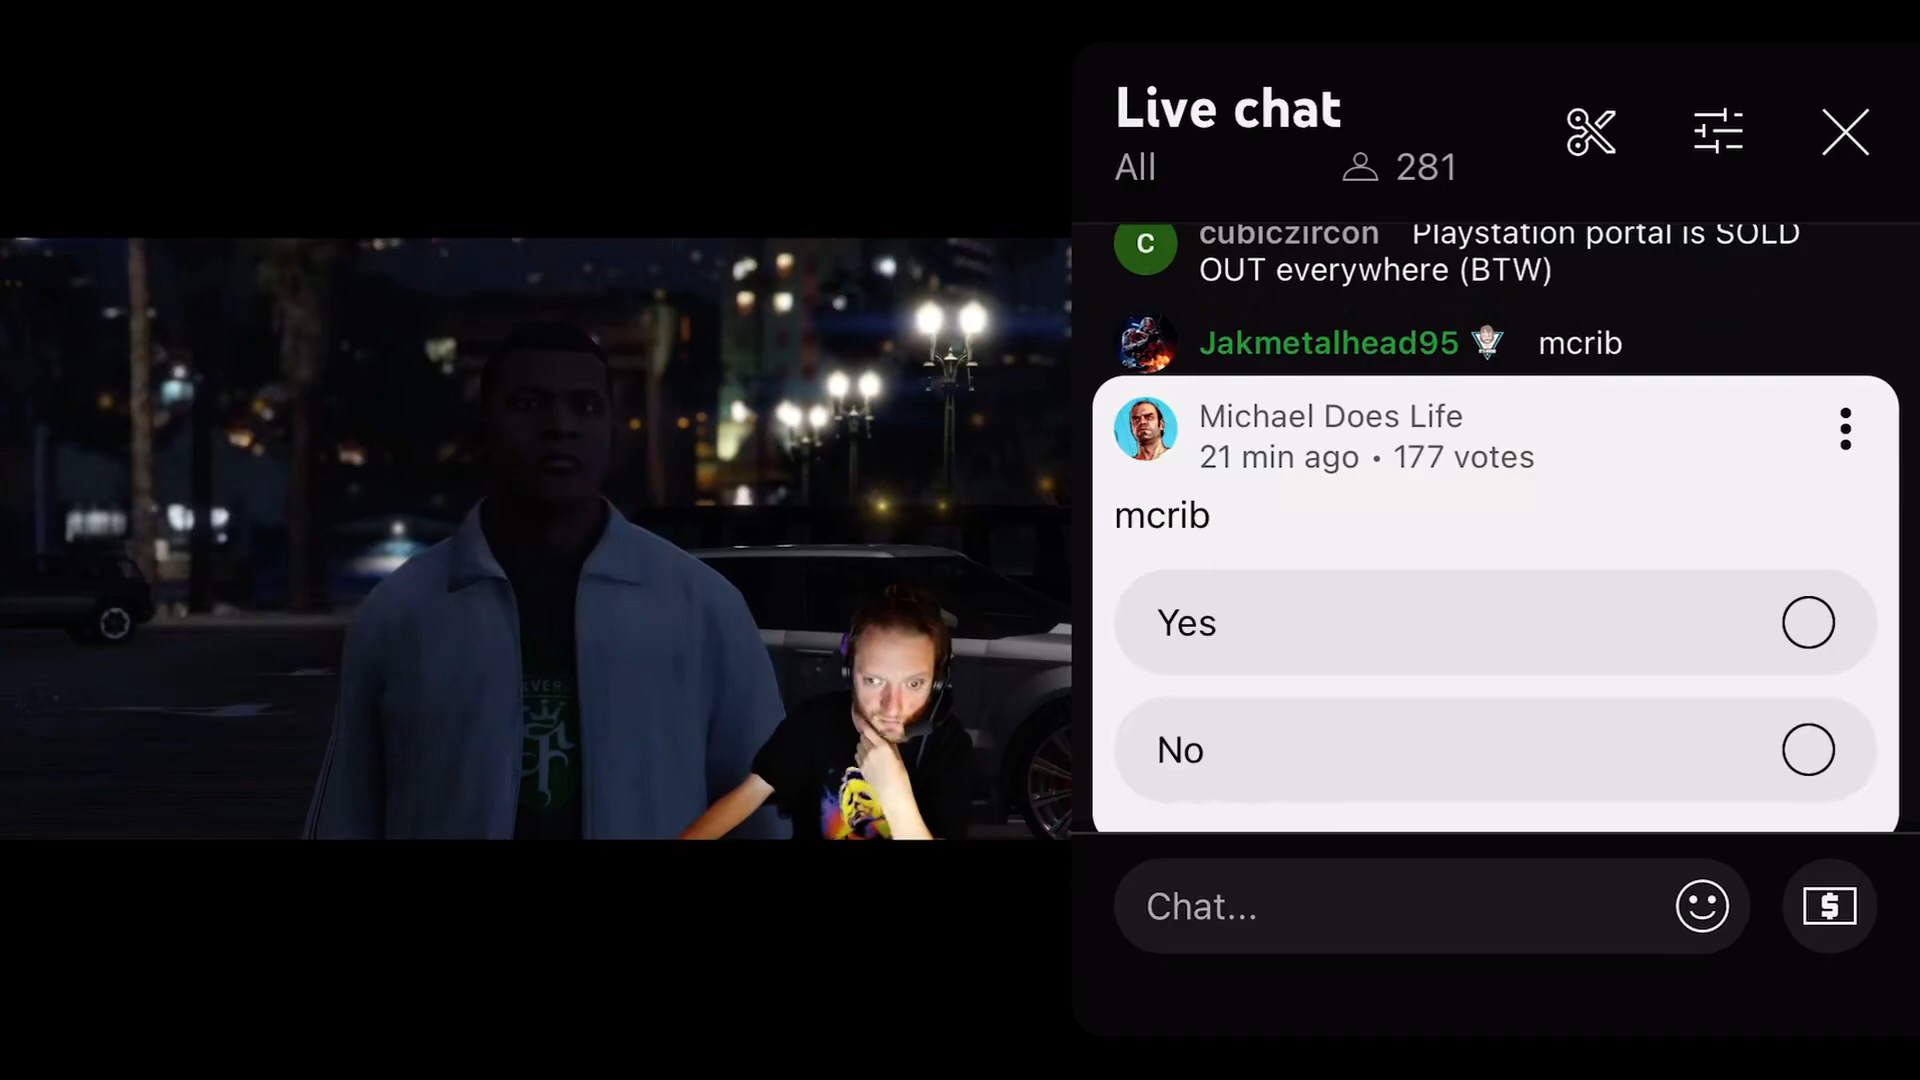 Live chat
All 281
C
cubiczircon Playstation portal is SOLD
OUT everywhere (BTW)
Jakmetalhead95 mcrib
Michael Does Life
21 min ago • 177 votes
mcrib
Yes
No
Chat...
$